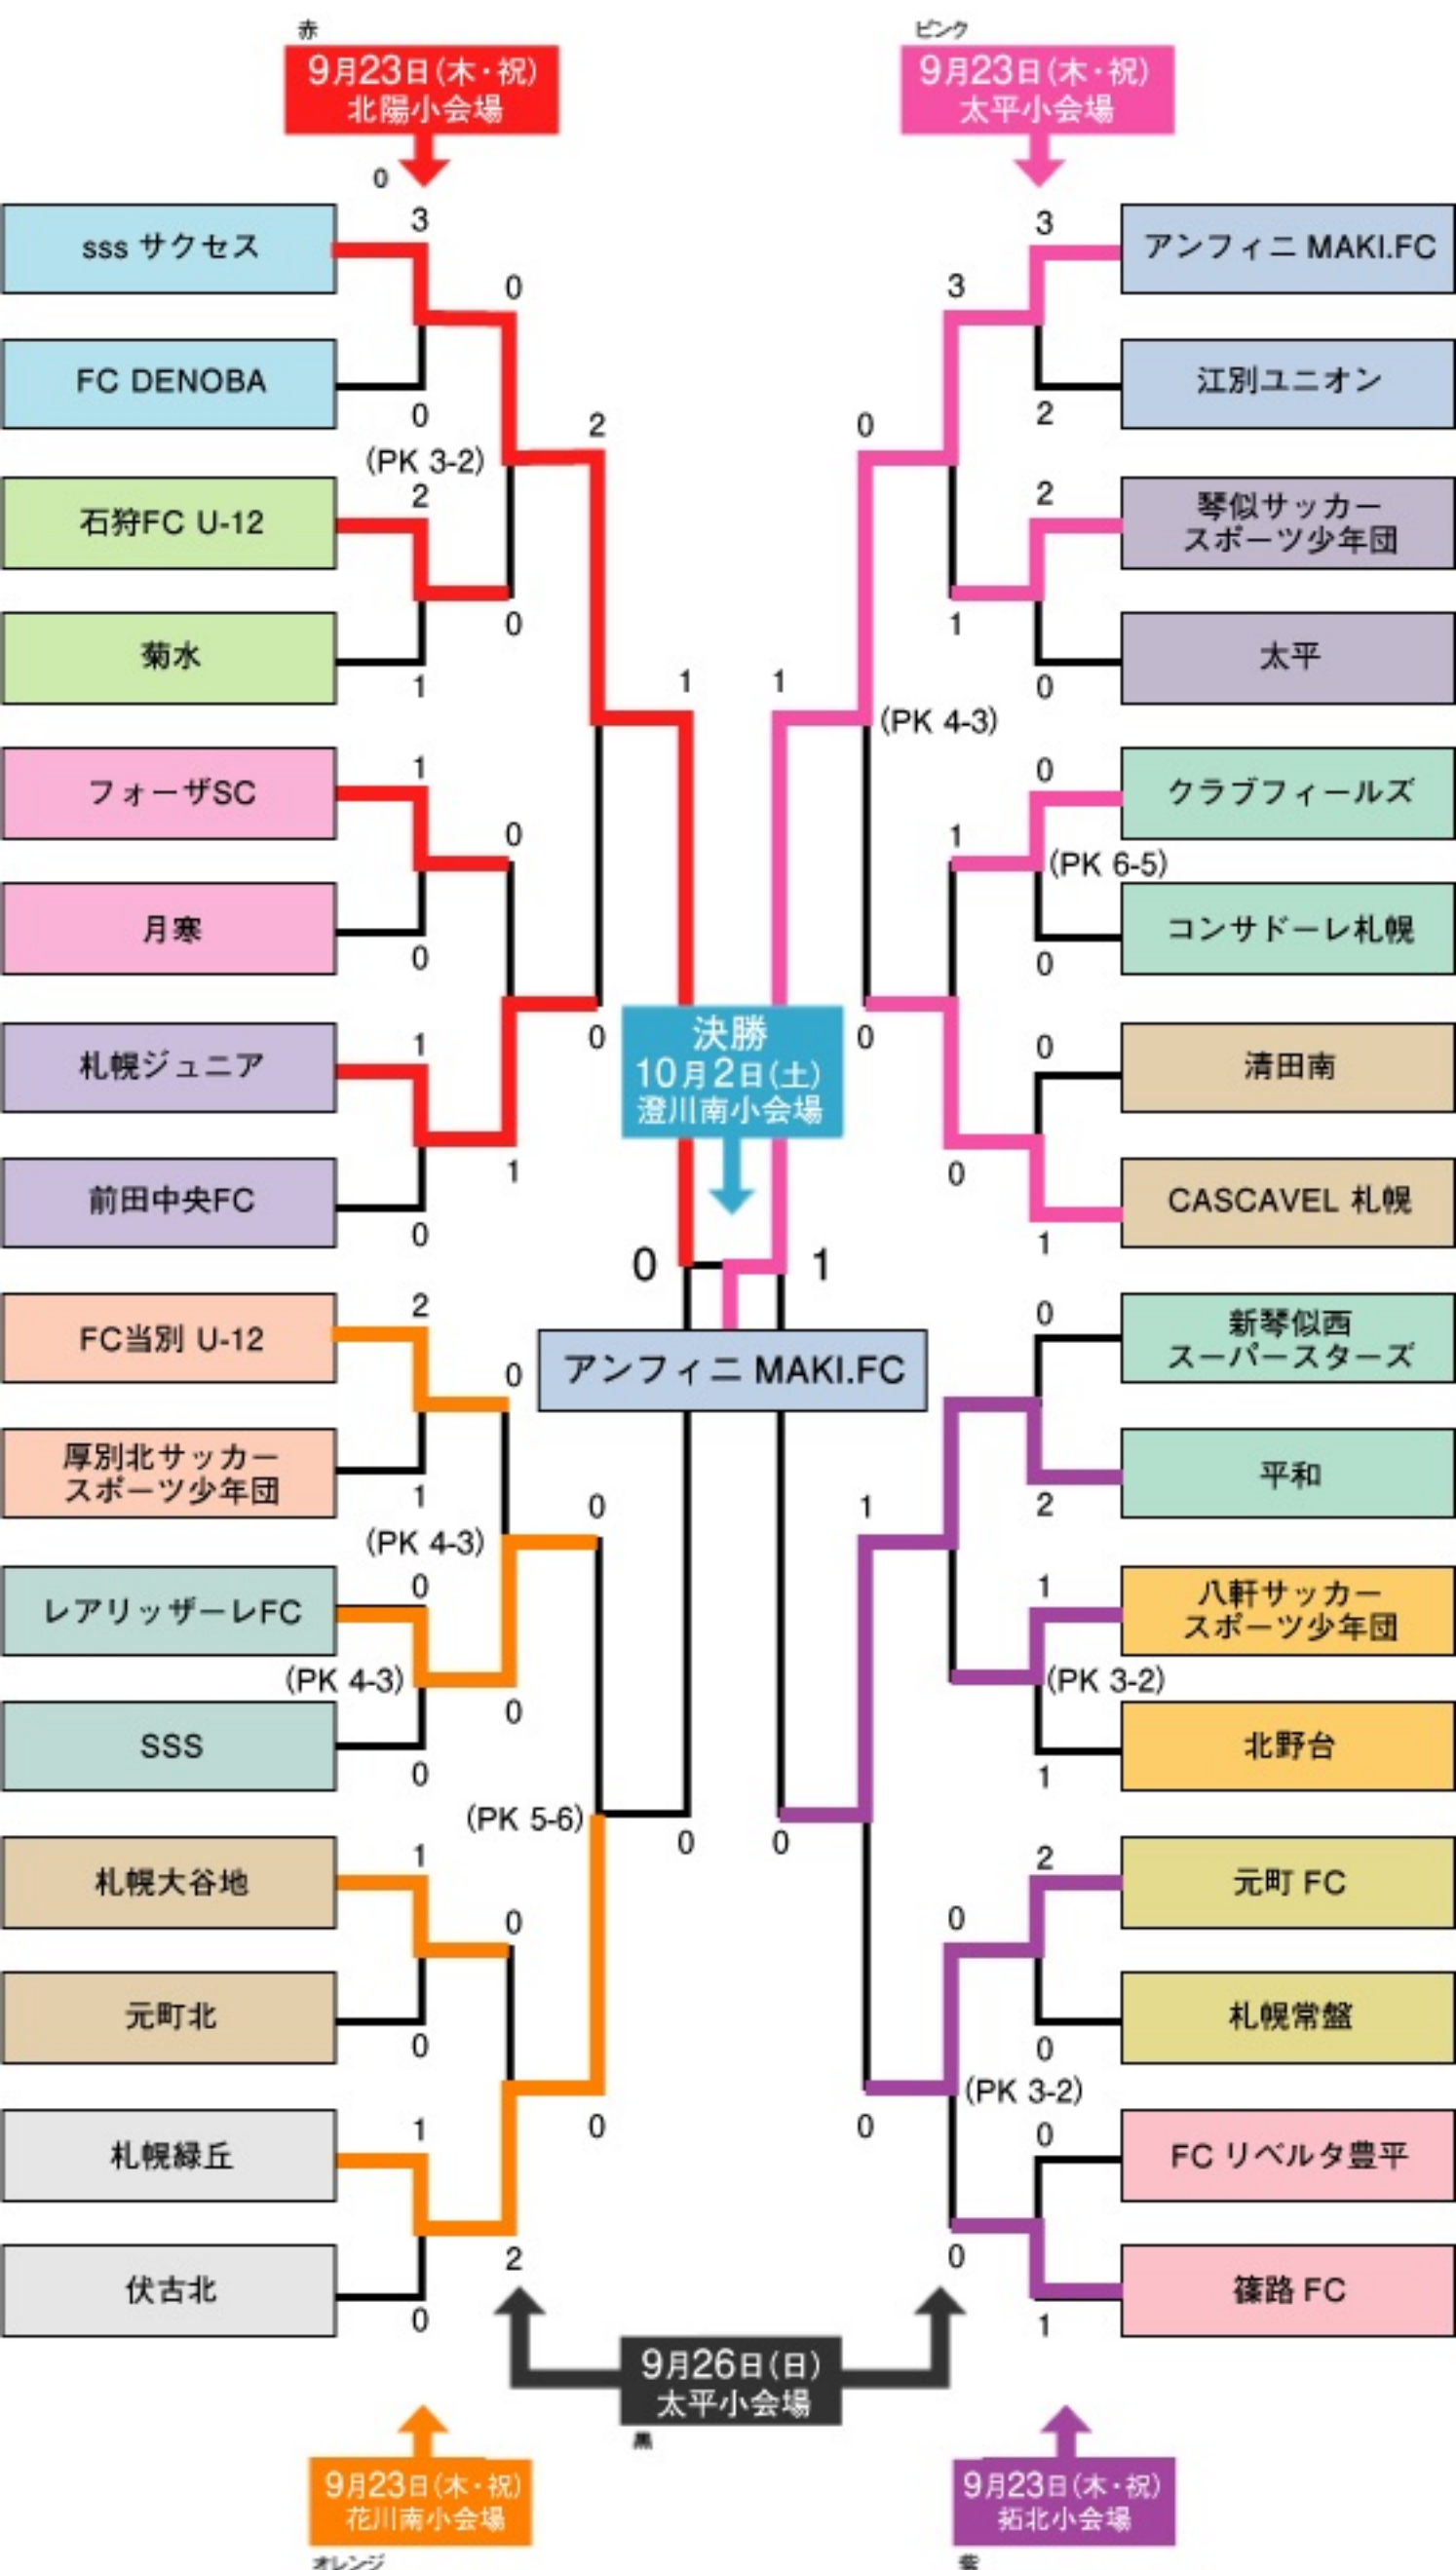 赤
9月23日(木・祝)
北陽小会場
ピンク
9月23日(木・祝)
太平小会場
0
3
sss サクセス
0
FC DENOBA
0
(PK 3-2)
2
2
石狩FC U-12
0
菊水
1
1
フォーザSC
0
月寒
0
1
札幌ジュニア
0
1
前田中央FC
0
1
2
FC当別 U-12
0
厚別北サッカー
スポーツ少年団
1
0
(PK 4-3)
0
レアリッザーレFC
(PK 4-3)
0
SSS
0
(PK 5-6)
0
1
札幌大谷地
0
元町北
0
0
1
札幌緑丘
2
伏古北
0
3
アンフィニ MAKI.FC
3
江別ユニオン
2
0
2
琴似サッカー
スポーツ少年団
1
太平
0
1
(PK 4-3)
0
クラブフィールズ
1
(PK 6-5)
コンサドーレ札幌
0
0
0
清田南
0
CASCAVEL 札幌
1
決勝
10月2日(土)
澄川南小会場
0
1
アンフィニ MAKI.FC
0
新琴似西
スーパースターズ
平和
2
1
1
八軒サッカー
スポーツ少年団
(PK 3-2)
北野台
1
0
2
元町 FC
0
札幌常盤
0
(PK 3-2)
0
0
FC リベルタ豊平
0
篠路 FC
1
9月26日(日)
太平小会場
黒
9月23日(木・祝)
花川南小会場
オレンジ
9月23日(木・祝)
拓北小会場
紫